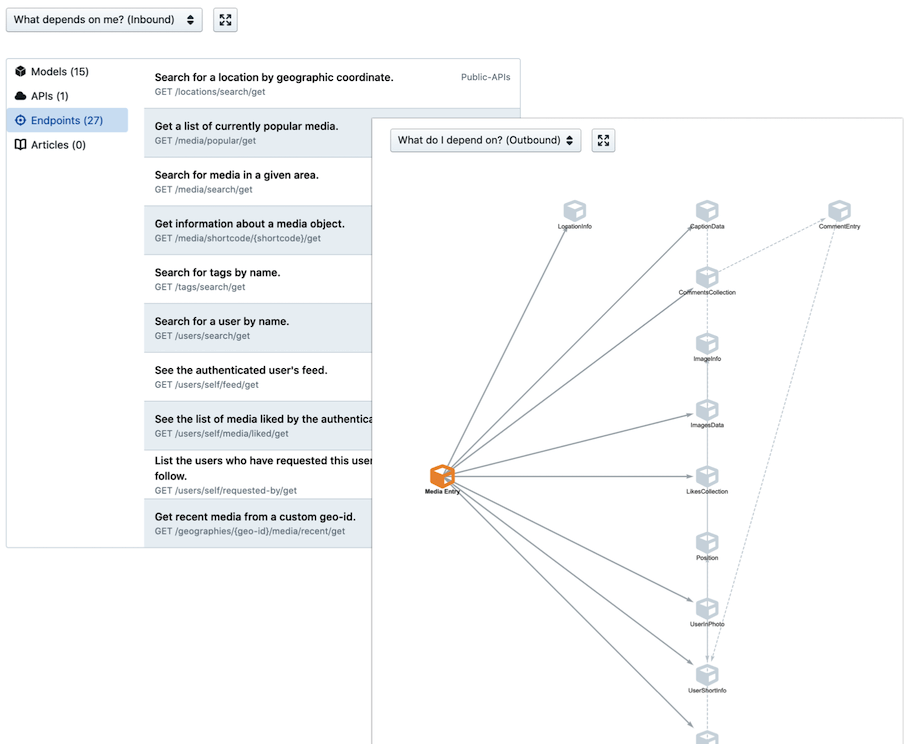 What depends on me? (Inbound)
Models (15)
APIs (1)
Endpoints (27)
Articles (0)
Search for a location by geographic coordinate.
Public-APIs
GET /locations/search/get
Get a list of currently popular media.
GET /media/popular/get
Search for media in a given area.
GET /media/search/get
Get information about a media object.
GET /media/shortcode/{shortcode}/get
Search for tags by name.
GET /tags/search/get
Search for a user by name.
GET /users/search/get
See the authenticated user's feed.
GET /users/self/feed/get
See the list of media liked by the authentica
GET /users/self/media/liked/get
List the users who have requested this user
follow.
GET /users/self/requested-by/get
Get recent media from a custom geo-id.
GET /geographies/{geo-id}/media/recent/get
What do I depend on? (Outbound)
LocationInfo
CaptionData
CommentEntry
CommentsCollection
ImageInfo
ImagesData
Media Entry
LikesCollection
Position
UserInPhoto
UserShortInfo